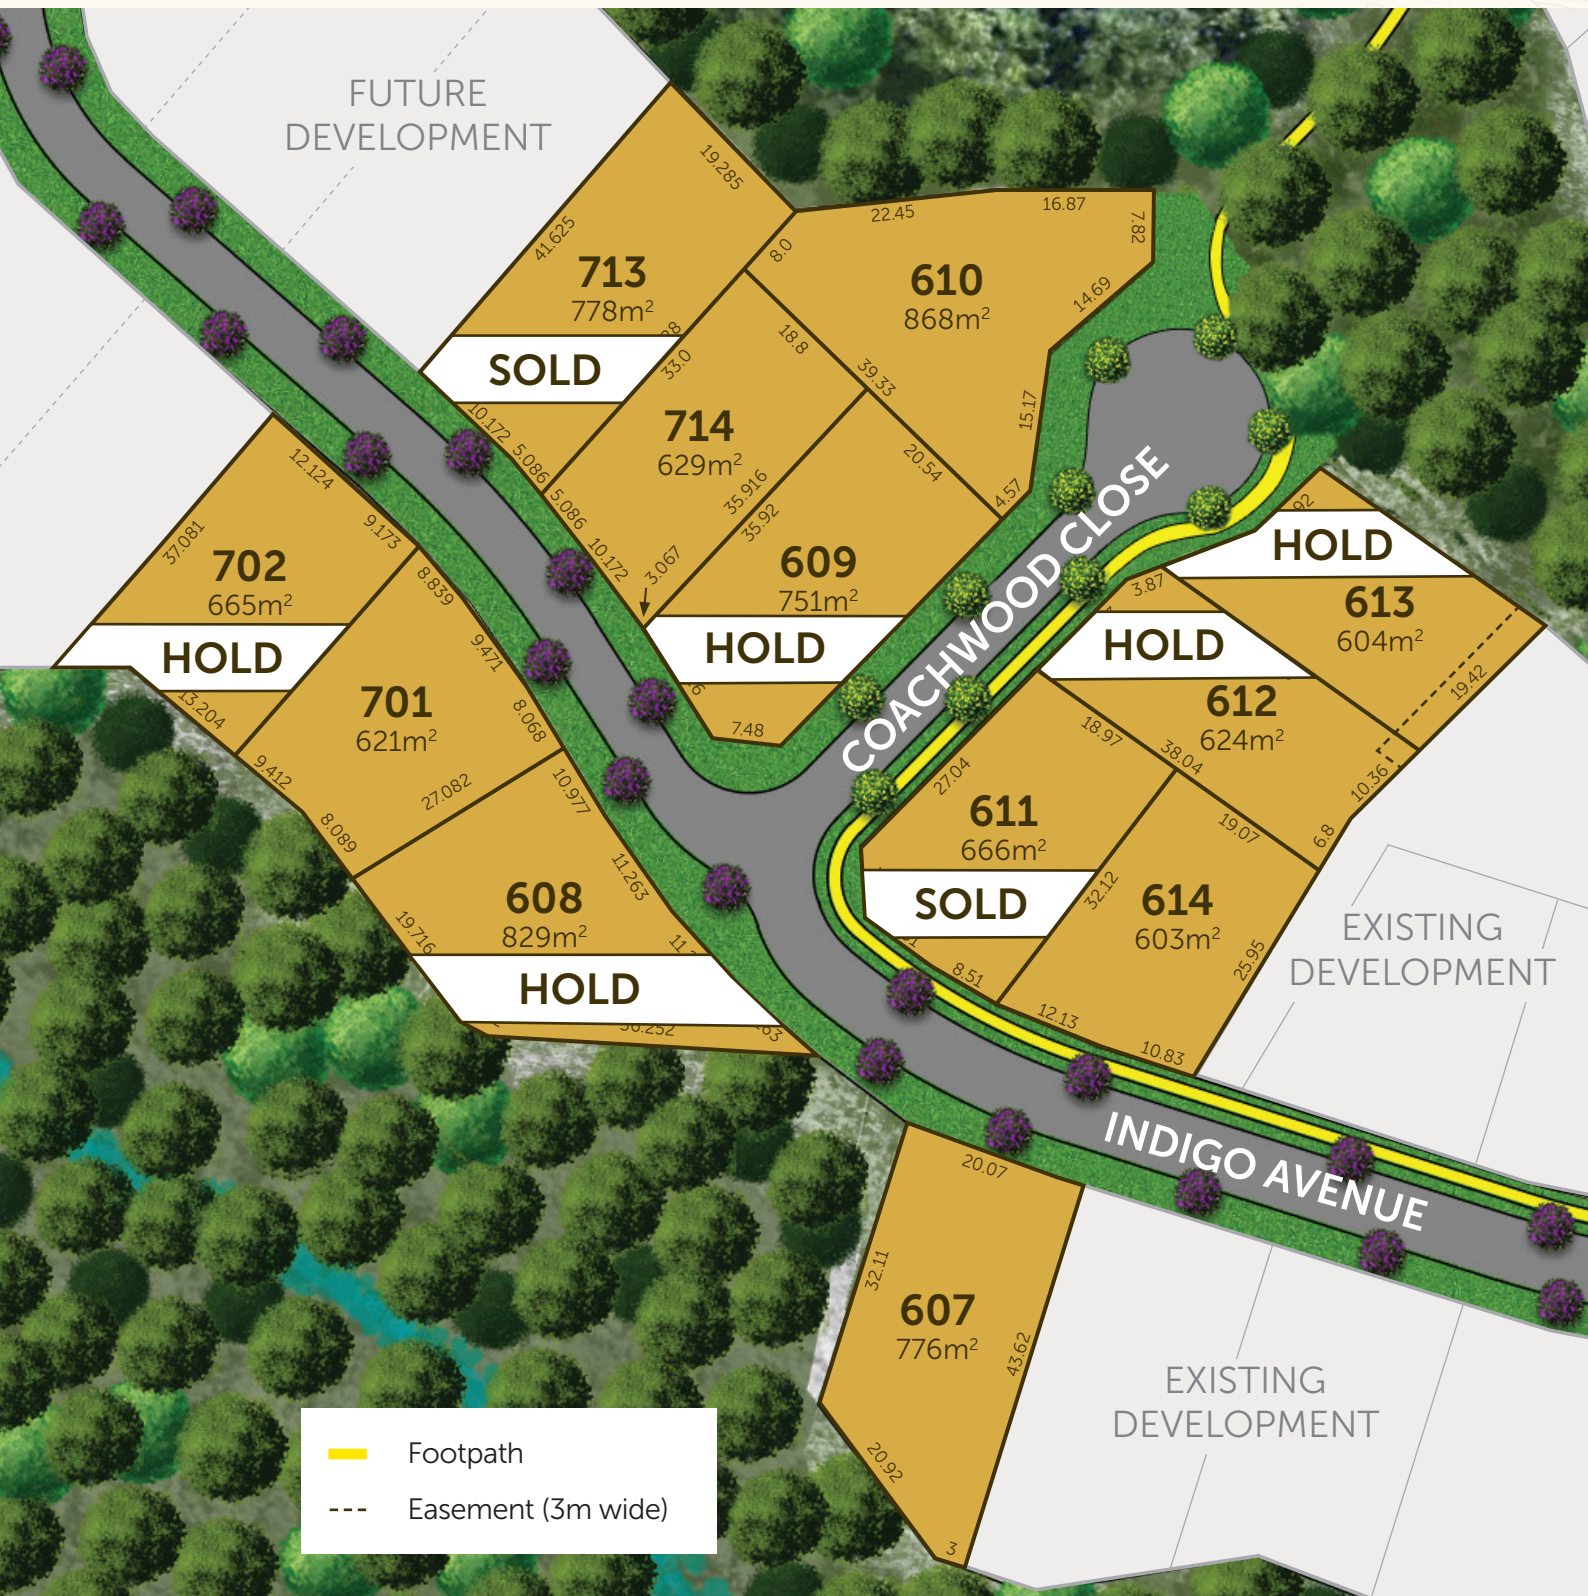 FUTURE
DEVELOPMENT
19.285
41.625
713
778m²
SOLD
10.172
5.086
22.45
16.87
7.82
8.0
610
868m²
14.69
15.17
4.57
39.33
18.8
33.0
714
629m²
35.916
5.086
10.172
3.067
20.54
35.92
609
751m²
HOLD
7.48
COACHWOOD CLOSE
12.124
9.173
37.081
702
665m²
HOLD
13.204
8.839
9.471
8.068
701
621m²
9.412
8.089
27.082
10.977
11.263
608
829m²
19.716
HOLD
HOLD
613
604m²
19.42
3.87
HOLD
612
624m²
38.04
10.36
18.97
27.04
611
666m²
SOLD
8.51
19.07
6.8
32.12
614
603m²
25.95
12.13
10.83
EXISTING
DEVELOPMENT
INDIGO AVENUE
20.07
32.11
607
776m²
43.62
20.92
3
EXISTING
DEVELOPMENT
Footpath
Easement (3m wide)